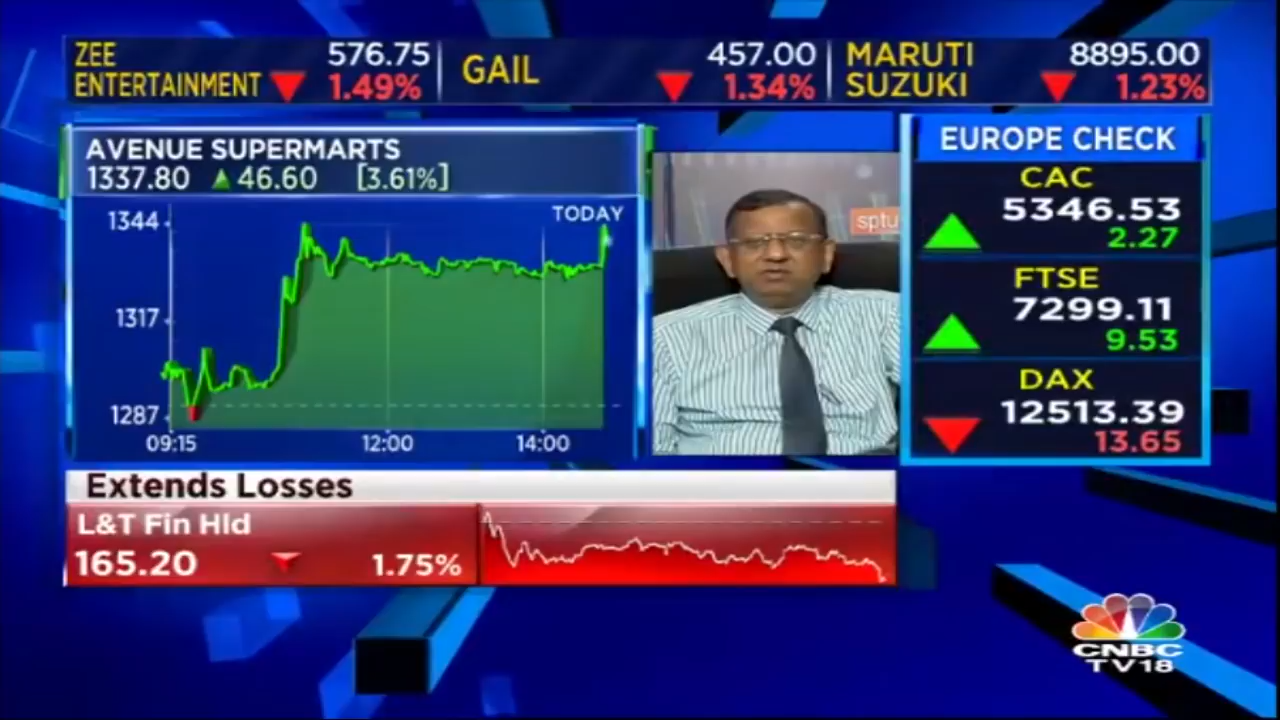 ZEE
ENTERTAINMENT
576.75
1.49%
GAIL
457.00
1.34%
MARUTI
SUZUKI
8895.00
1.23%
AVENUE SUPERMARTS
1337.80 46.60 [3.61%]
TODAY
1344
1317
1287
09:15 12:00 14:00
sptu
EUROPE CHECK
CAC
5346.53
2.27
FTSE
7299.11
9.53
DAX
12513.39
13.65
Extends Losses
L&T Fin Hld
165.20 1.75%
CNBC
TV18